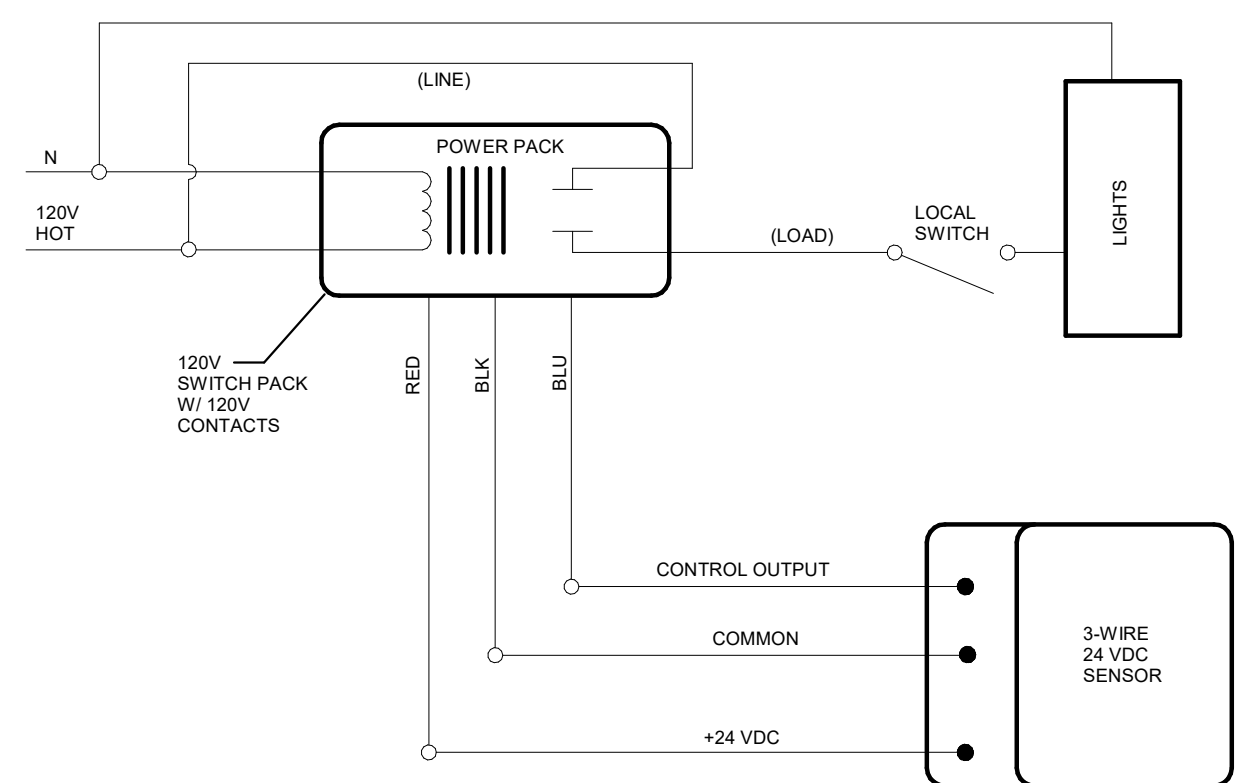 (LINE)
POWER PACK
N
120V
HOT
(LOAD)
LOCAL
SWITCH
LIGHTS
120V
SWITCH PACK
W/ 120V
CONTACTS
RED
BLK
BLU
CONTROL OUTPUT
COMMON
+24 VDC
3-WIRE
24 VDC
SENSOR